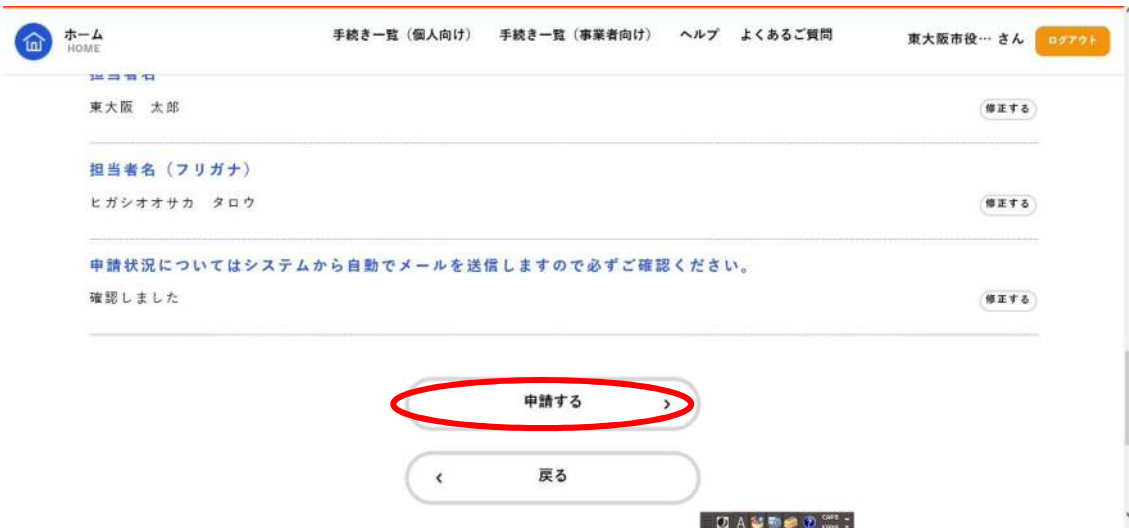 ホーム
HOME
手続き一覧（個人向け） 手続き一覧（事業者向け） ヘルプ よくあるご質問
東大阪市役… さん
ログアウト
担当者名
東大阪　太郎
修正する
担当者名（フリガナ）
ヒガシオオサカ　タロウ
修正する
申請状況についてはシステムから自動でメールを送信しますので必ずご確認ください。
確認しました
修正する
申請する
戻る
A
CAPS